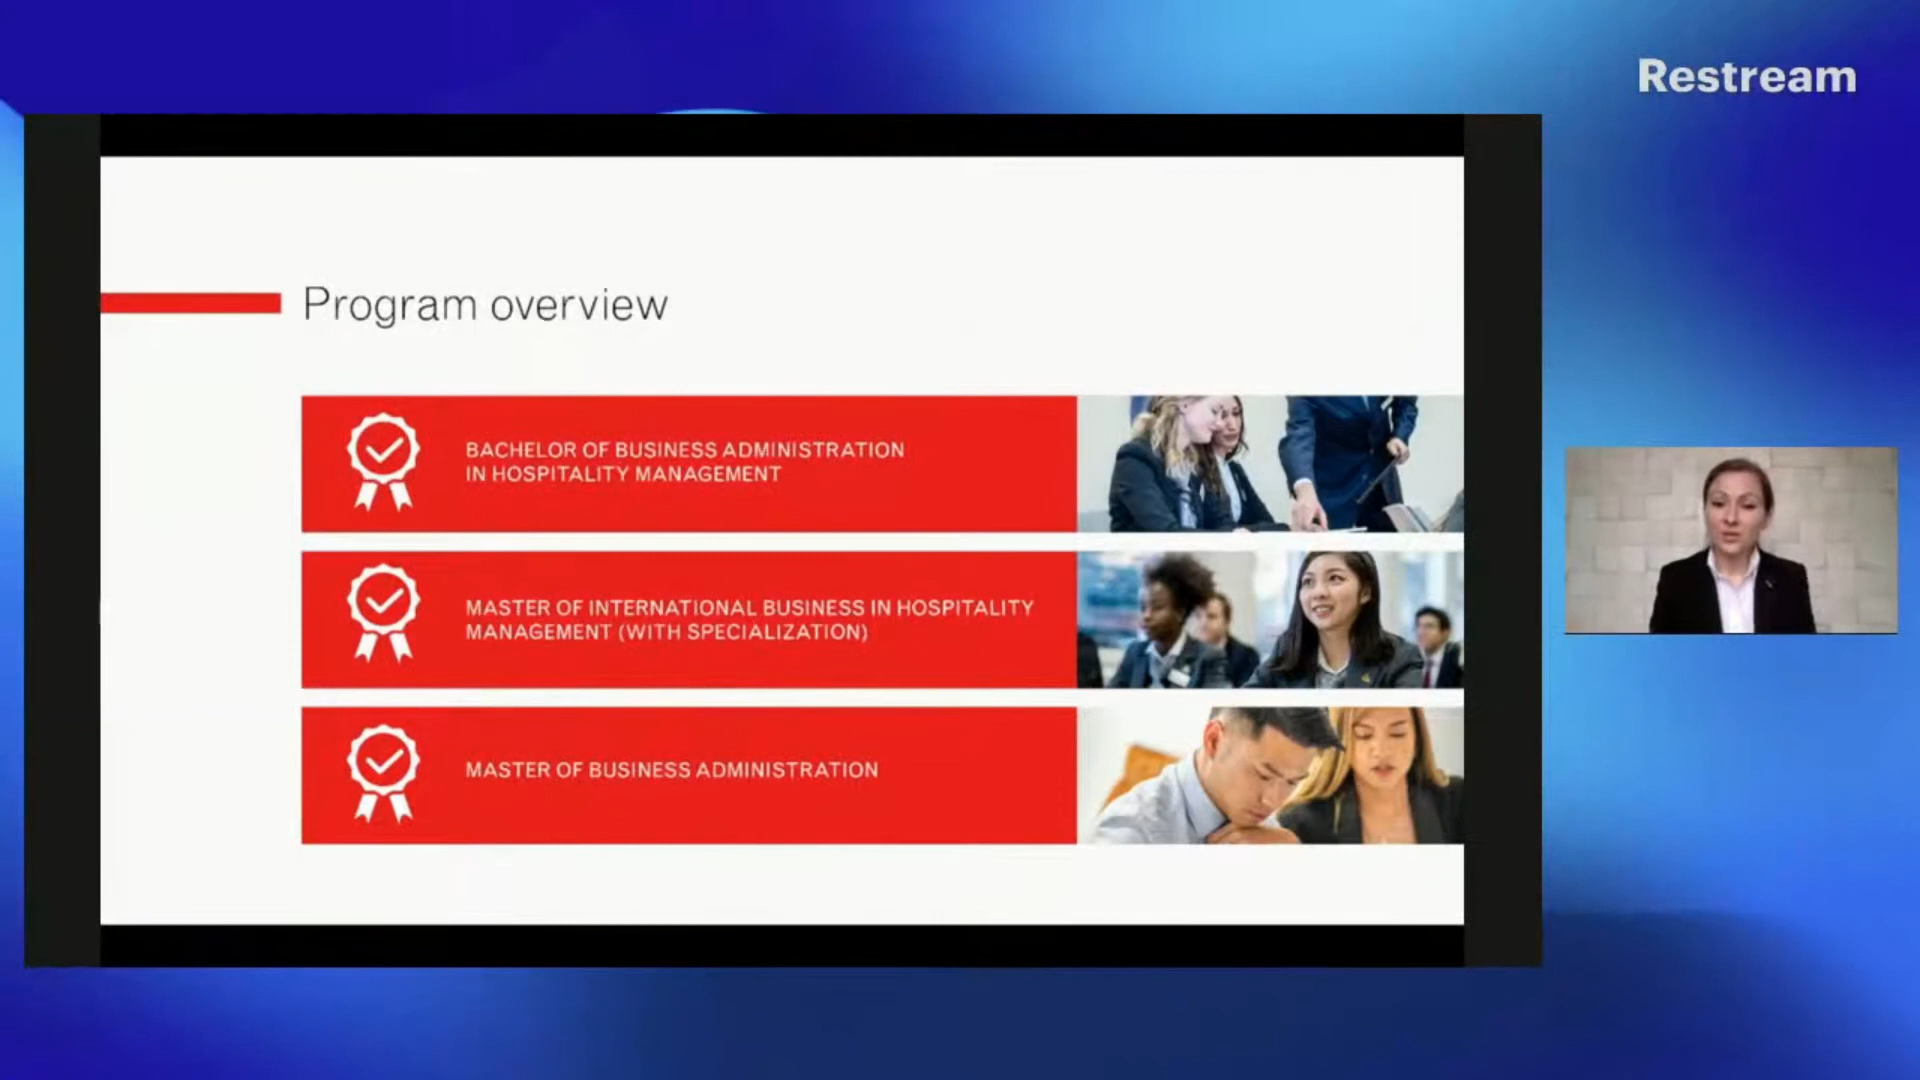 Restream
Program overview
BACHELOR OF BUSINESS ADMINISTRATION
IN HOSPITALITY MANAGEMENT
MASTER OF INTERNATIONAL BUSINESS IN HOSPITALITY
MANAGEMENT (WITH SPECIALIZATION)
MASTER OF BUSINESS ADMINISTRATION